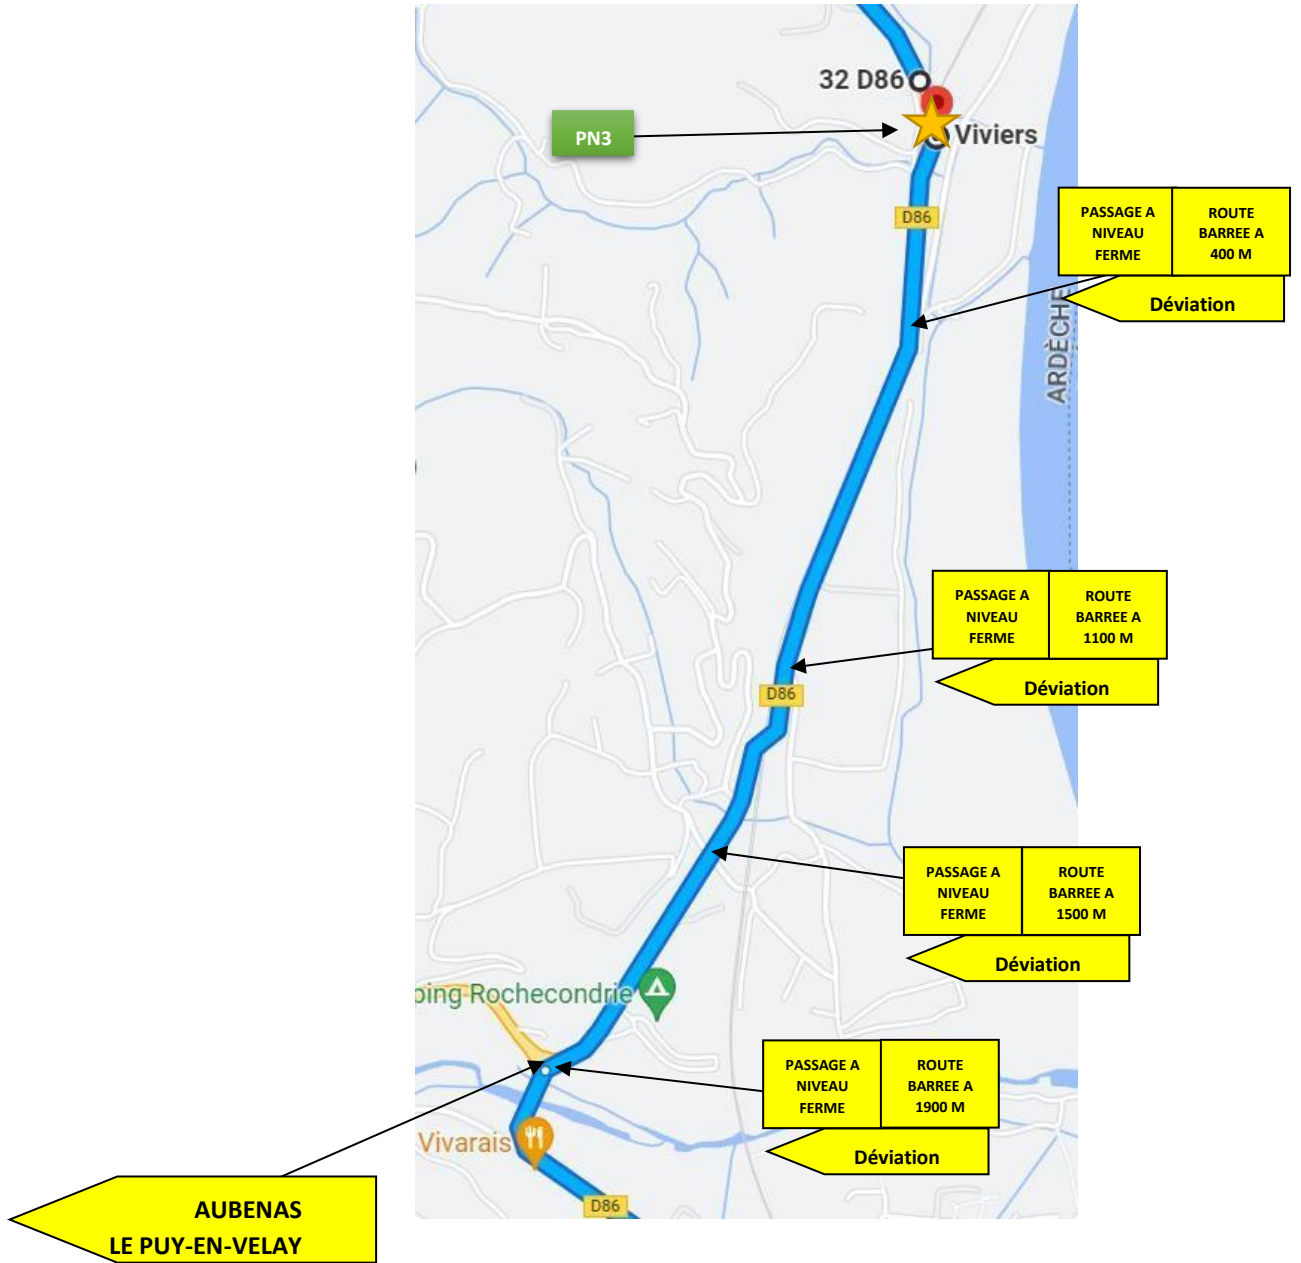 32 D86
PN3
Viviers
D86
PASSAGE A
NIVEAU
FERME
ROUTE
BARREE A
400 M
Déviation
ARDÈCHE
PASSAGE A
NIVEAU
FERME
ROUTE
BARREE A
1100 M
Déviation
D86
PASSAGE A
NIVEAU
FERME
ROUTE
BARREE A
1500 M
Déviation
ping Rochecondrie
PASSAGE A
NIVEAU
FERME
ROUTE
BARREE A
1900 M
Déviation
Vivarais
D86
AUBENAS
LE PUY-EN-VELAY